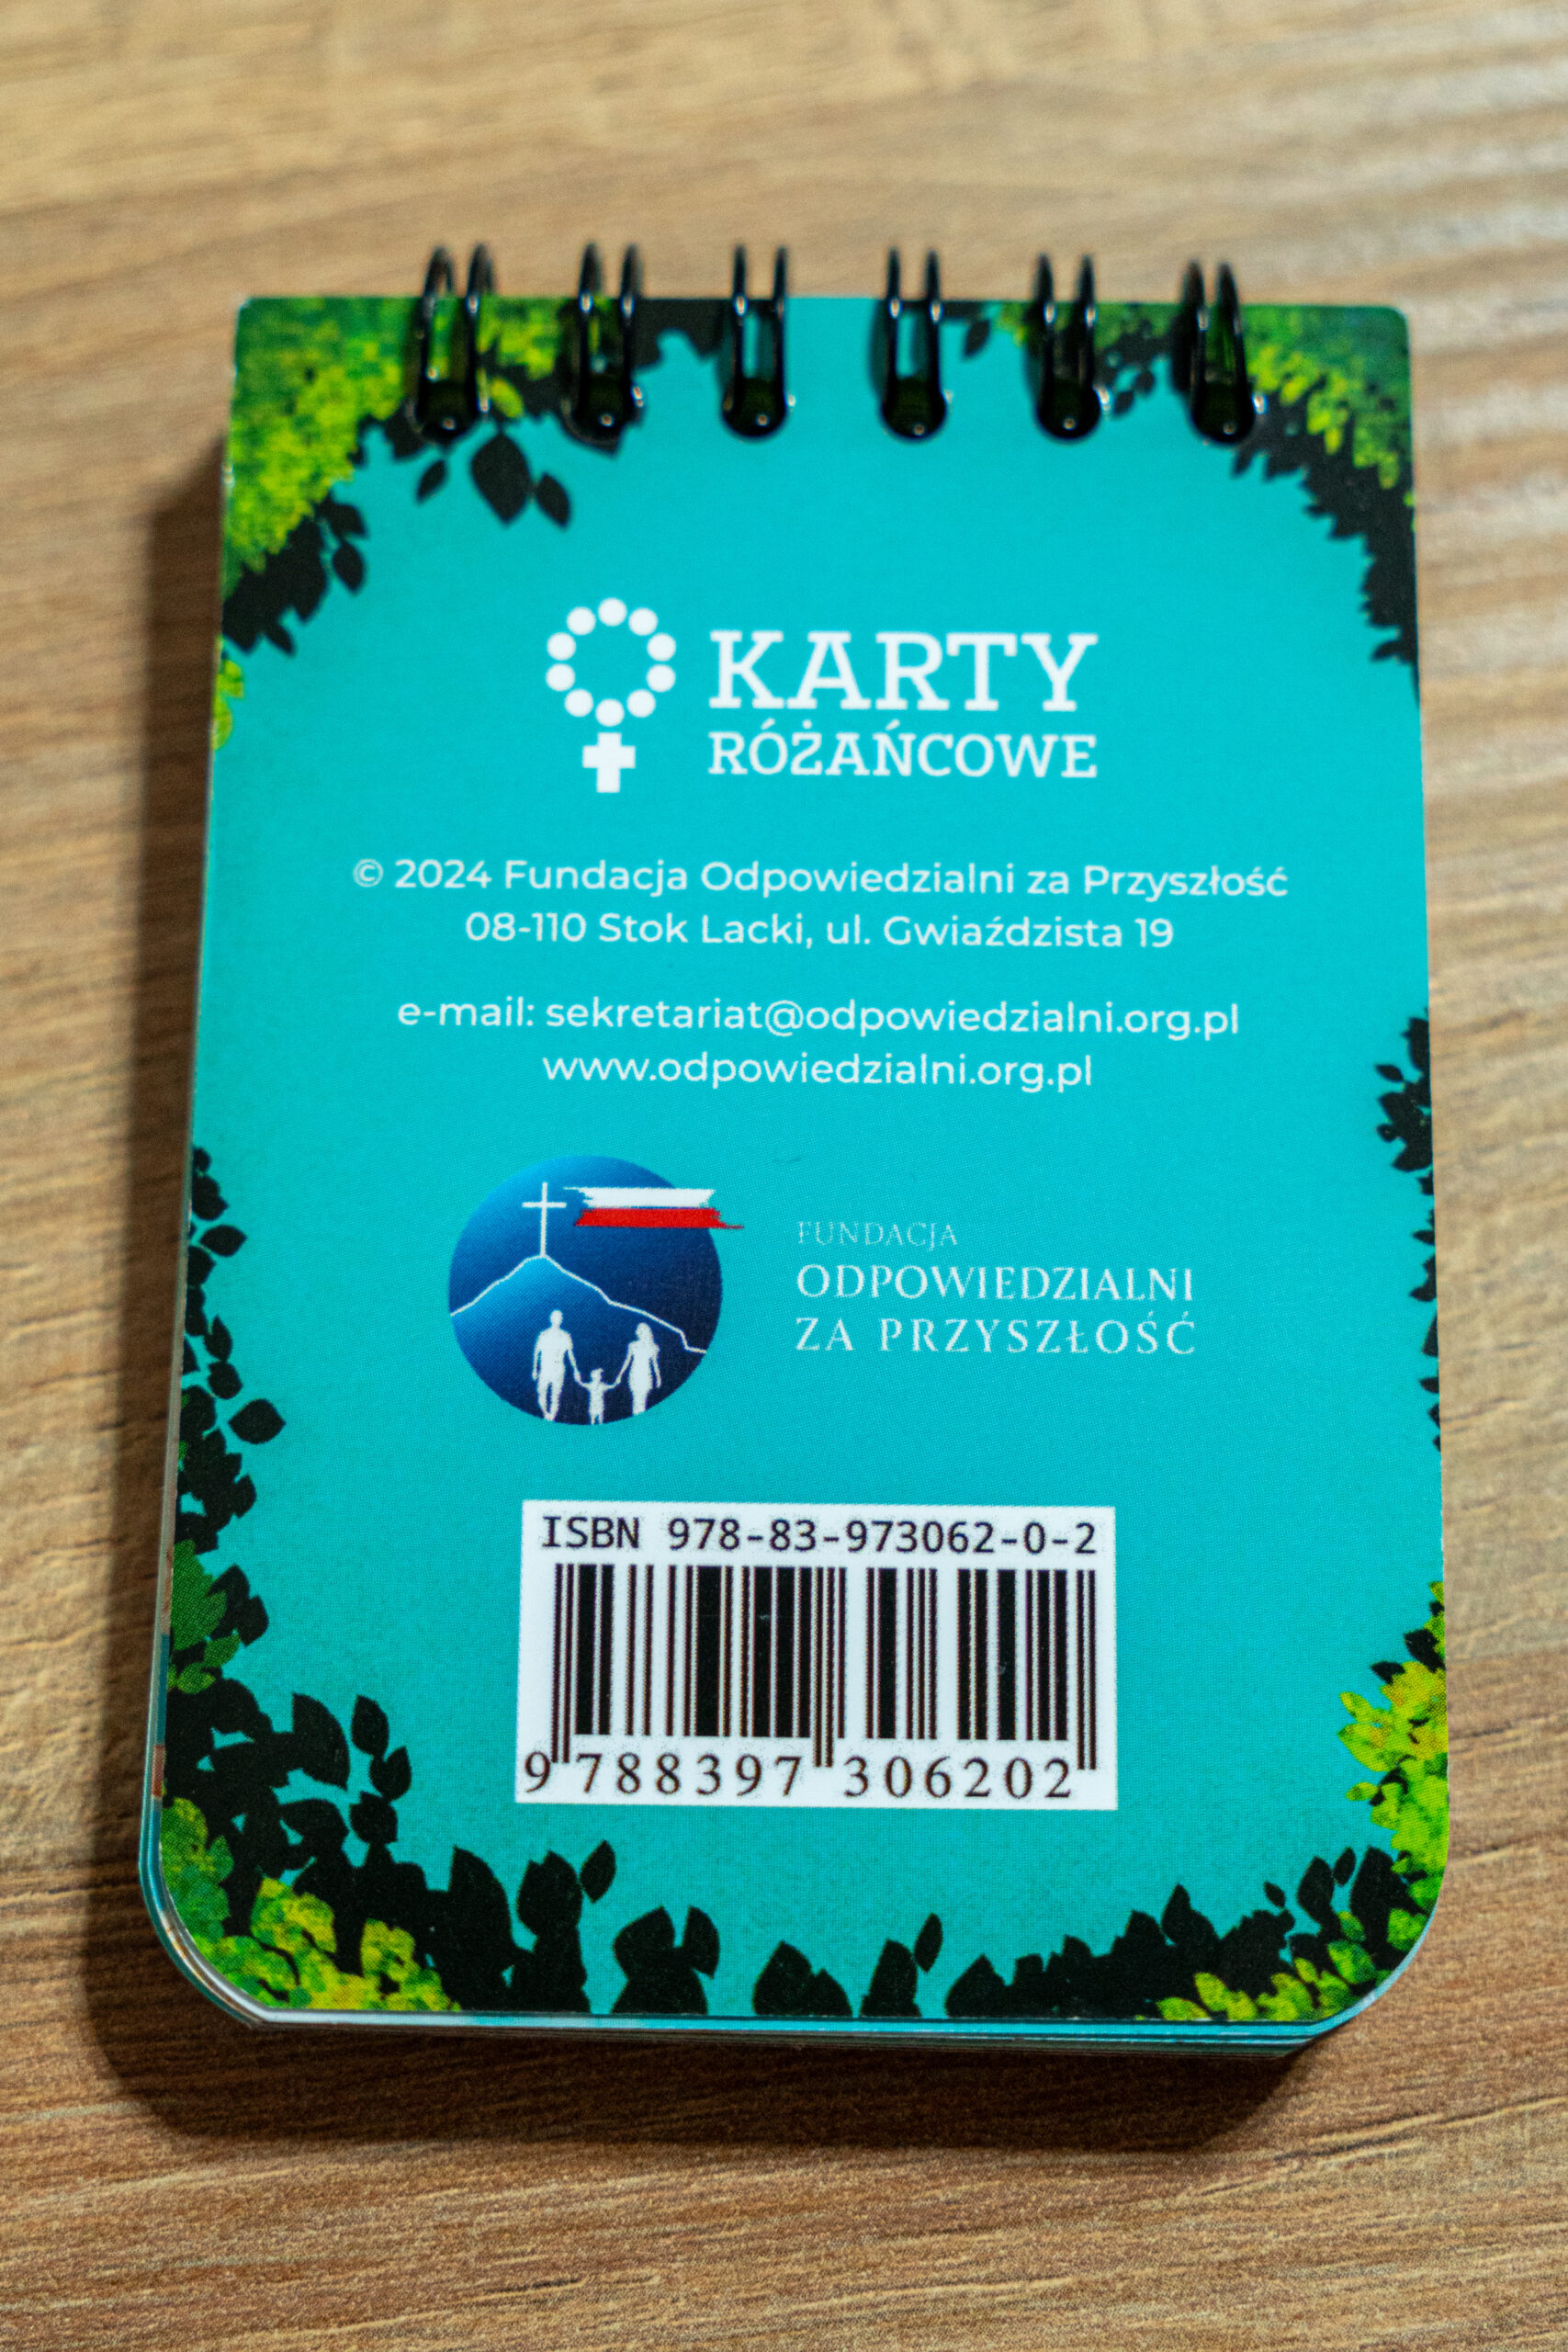 KARTY
RÓŻAŃCOWE
© 2024 Fundacja Odpowiedzialni za Przyszłość
08-110 Stok Lacki, ul. Gwiaździsta 19
e-mail: sekretariat@odpowiedzialni.org.pl
www.odpowiedzialni.org.pl
FUNDACJA
ODPOWIEDZIALNI
ZA PRZYSZŁOŚĆ
ISBN 978-83-973062-0-2
9 788397 306202